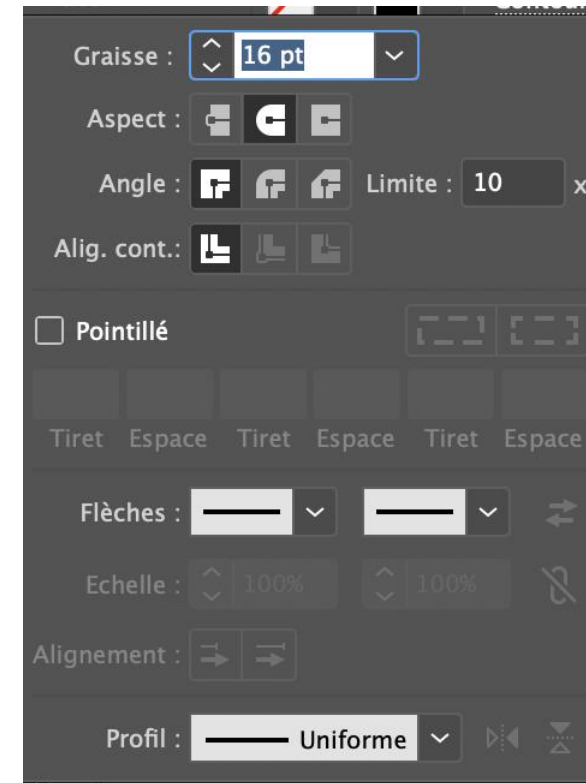 Contour
Graisse : 16 pt
Aspect :
Angle : Limite : 10 x
Alig. cont.:
Pointillé
Tiret Espace Tiret Espace Tiret Espace
Flèches :
Echelle : 100% 100%
Alignement :
Profil : Uniforme